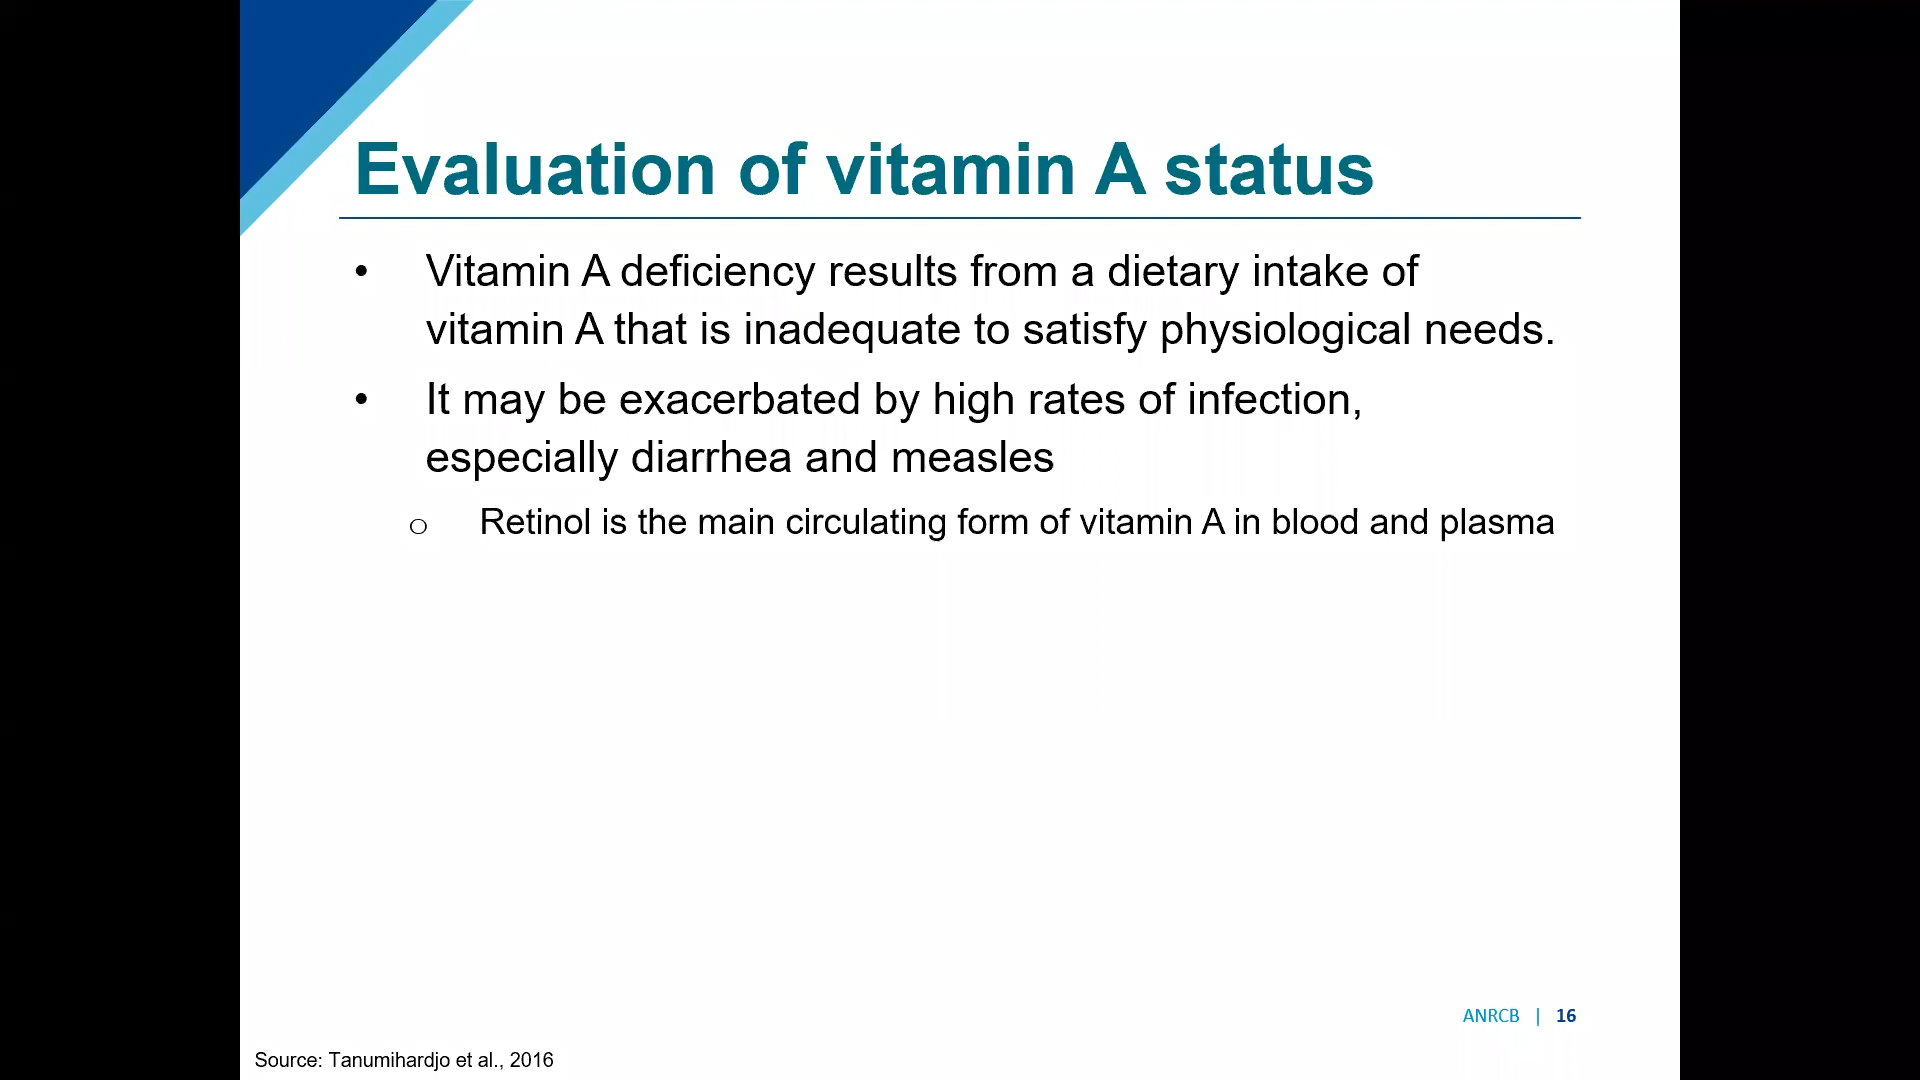 Evaluation of vitamin A status
• Vitamin A deficiency results from a dietary intake of
vitamin A that is inadequate to satisfy physiological needs.
• It may be exacerbated by high rates of infection,
especially diarrhea and measles
o Retinol is the main circulating form of vitamin A in blood and plasma
ANRCB | 16
Source: Tanumihardjo et al., 2016